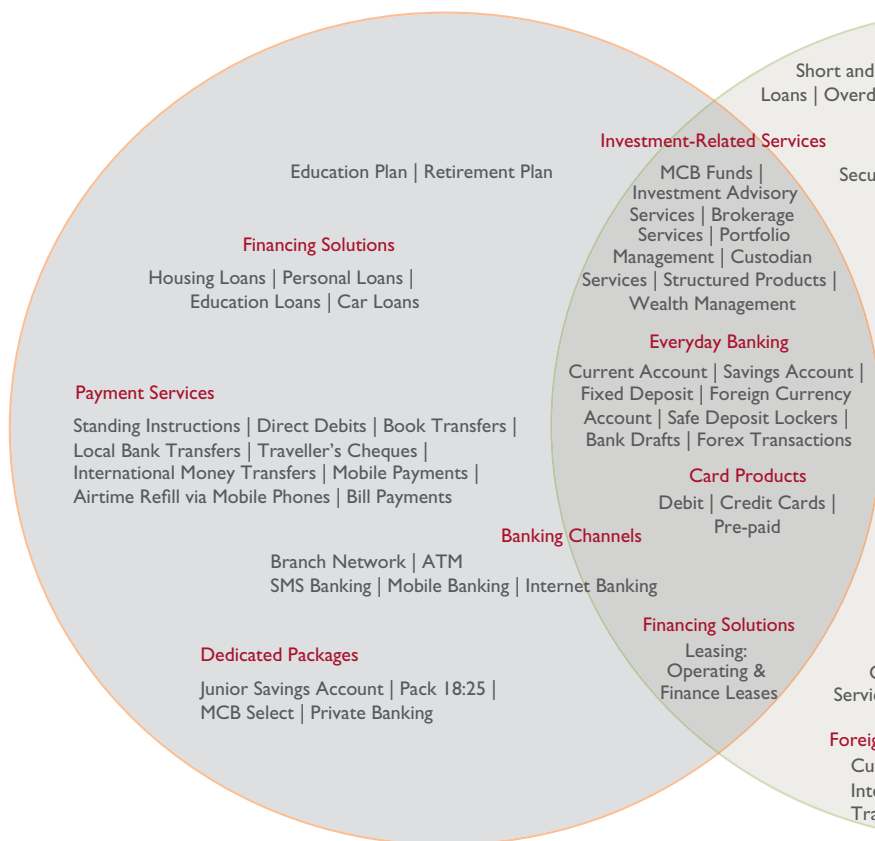 Short and
Loans | Overd
Investment-Related Services
MCB Funds |
Investment Advisory
Services | Brokerage
Services | Portfolio
Management | Custodian
Services | Structured Products |
Wealth Management
Secu
Education Plan | Retirement Plan
Financing Solutions
Housing Loans | Personal Loans |
Education Loans | Car Loans
Everyday Banking
Current Account | Savings Account |
Fixed Deposit | Foreign Currency
Account | Safe Deposit Lockers |
Bank Drafts | Forex Transactions
Payment Services
Standing Instructions | Direct Debits | Book Transfers |
Local Bank Transfers | Traveller's Cheques |
International Money Transfers | Mobile Payments |
Airtime Refill via Mobile Phones | Bill Payments
Card Products
Debit | Credit Cards |
Pre-paid
Banking Channels
Branch Network | ATM
SMS Banking | Mobile Banking | Internet Banking
Financing Solutions
Leasing:
Operating &
Finance Leases
Dedicated Packages
Junior Savings Account | Pack 18:25 |
MCB Select | Private Banking
Servic
Foreig
Cu
Inte
Tra